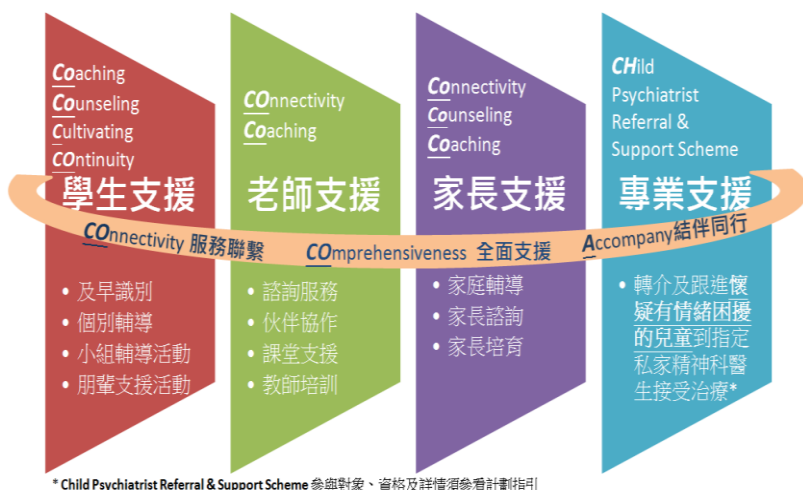 Coaching
Counseling
Cultivating
COntinuity
學生支援
COnnectivity
Coaching
老師支援
Connectivity
Counseling
Coaching
家長支援
CHild
Psychiatrist
Referral &
Support Scheme
專業支援
COnnectivity 服務聯繫
COmprehensiveness 全面支援
Accompany結伴同行
• 及早識別
• 個別輔導
• 小組輔導活動
• 朋輩支援活動
• 諮詢服務
• 伙伴協作
• 課堂支援
• 教師培訓
• 家庭輔導
• 家長諮詢
• 家長培育
• 轉介及跟進懷
疑有情緒困擾
的兒童到指定
私家精神科醫
生接受治療*
* Child Psychiatrist Referral & Support Scheme 參與對象、資格及詳情須參看計劃指引